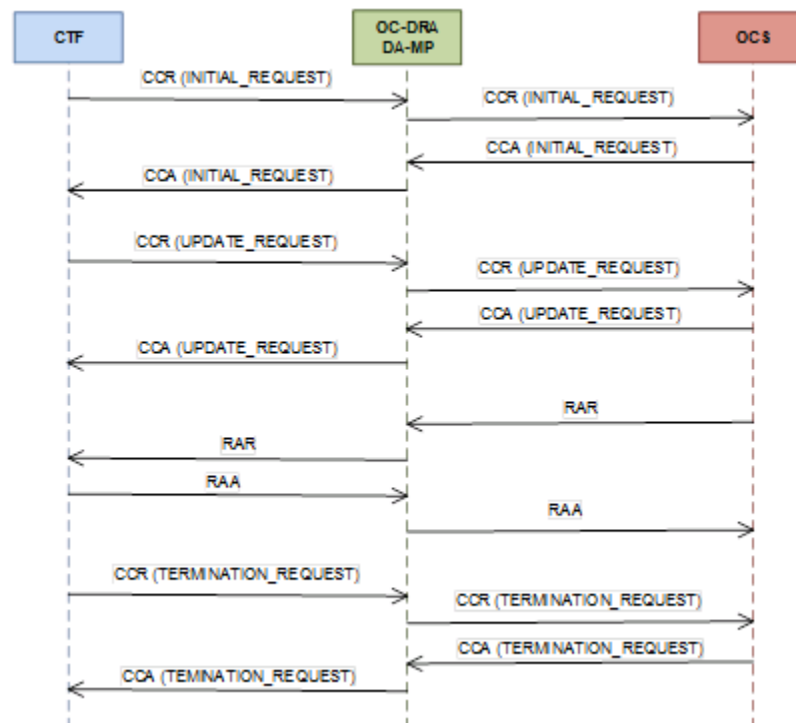 CTF
OC-DRA
DA-MP
OCS
CCR (INITIAL_REQUEST)
CCR (INITIAL_REQUEST)
CCA (INITIAL_REQUEST)
CCA (INITIAL_REQUEST)
CCR (UPDATE_REQUEST)
CCR (UPDATE_REQUEST)
CCA (UPDATE_REQUEST)
CCA (UPDATE_REQUEST)
RAR
RAR
RAA
RAA
CCR (TERMINATION_REQUEST)
CCR (TERMINATION_REQUEST)
CCA (TERMINATION_REQUEST)
CCA (TEMINATION_REQUEST)